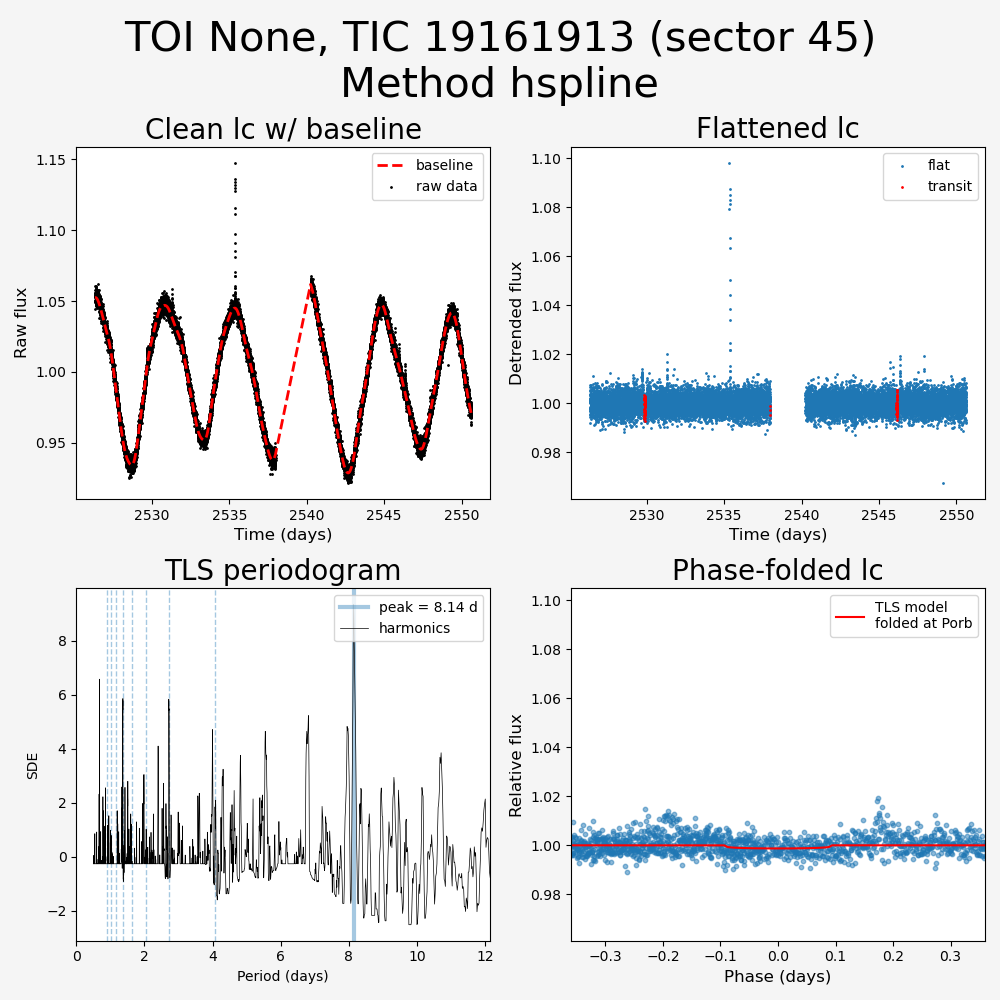 TOI None, TIC 19161913 (sector 45)
Method hspline
Clean lc w/ baseline
Raw flux
1.15
1.10
1.05
1.00
0.95
baseline
raw data
2530
2535
2540
2545
2550
Time (days)
Flattened lc
Detrended flux
1.10
1.08
1.06
1.04
1.02
1.00
0.98
flat
transit
2530
2535
2540
2545
2550
Time (days)
TLS periodogram
SDE
8
6
4
2
0
−2
peak = 8.14 d
harmonics
0
2
4
6
8
10
12
Period (days)
Phase-folded lc
Relative flux
1.10
1.08
1.06
1.04
1.02
1.00
0.98
TLS model
folded at Porb
−0.3
−0.2
−0.1
0.0
0.1
0.2
0.3
Phase (days)